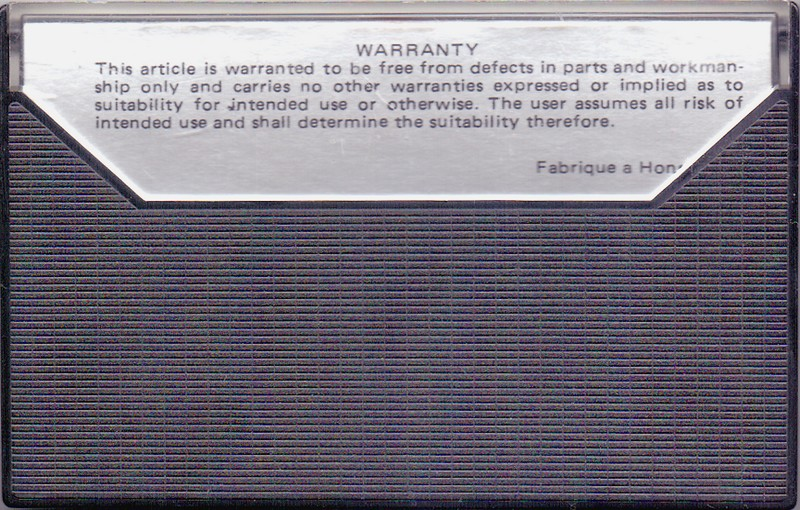 WARRANTY
This article is warranted to be free from defects in parts and workman-
ship only and carries no other warranties expressed or implied as to
suitability for intended use or otherwise. The user assumes all risk of
intended use and shall determine the suitability therefore.
Fabrique a Hon